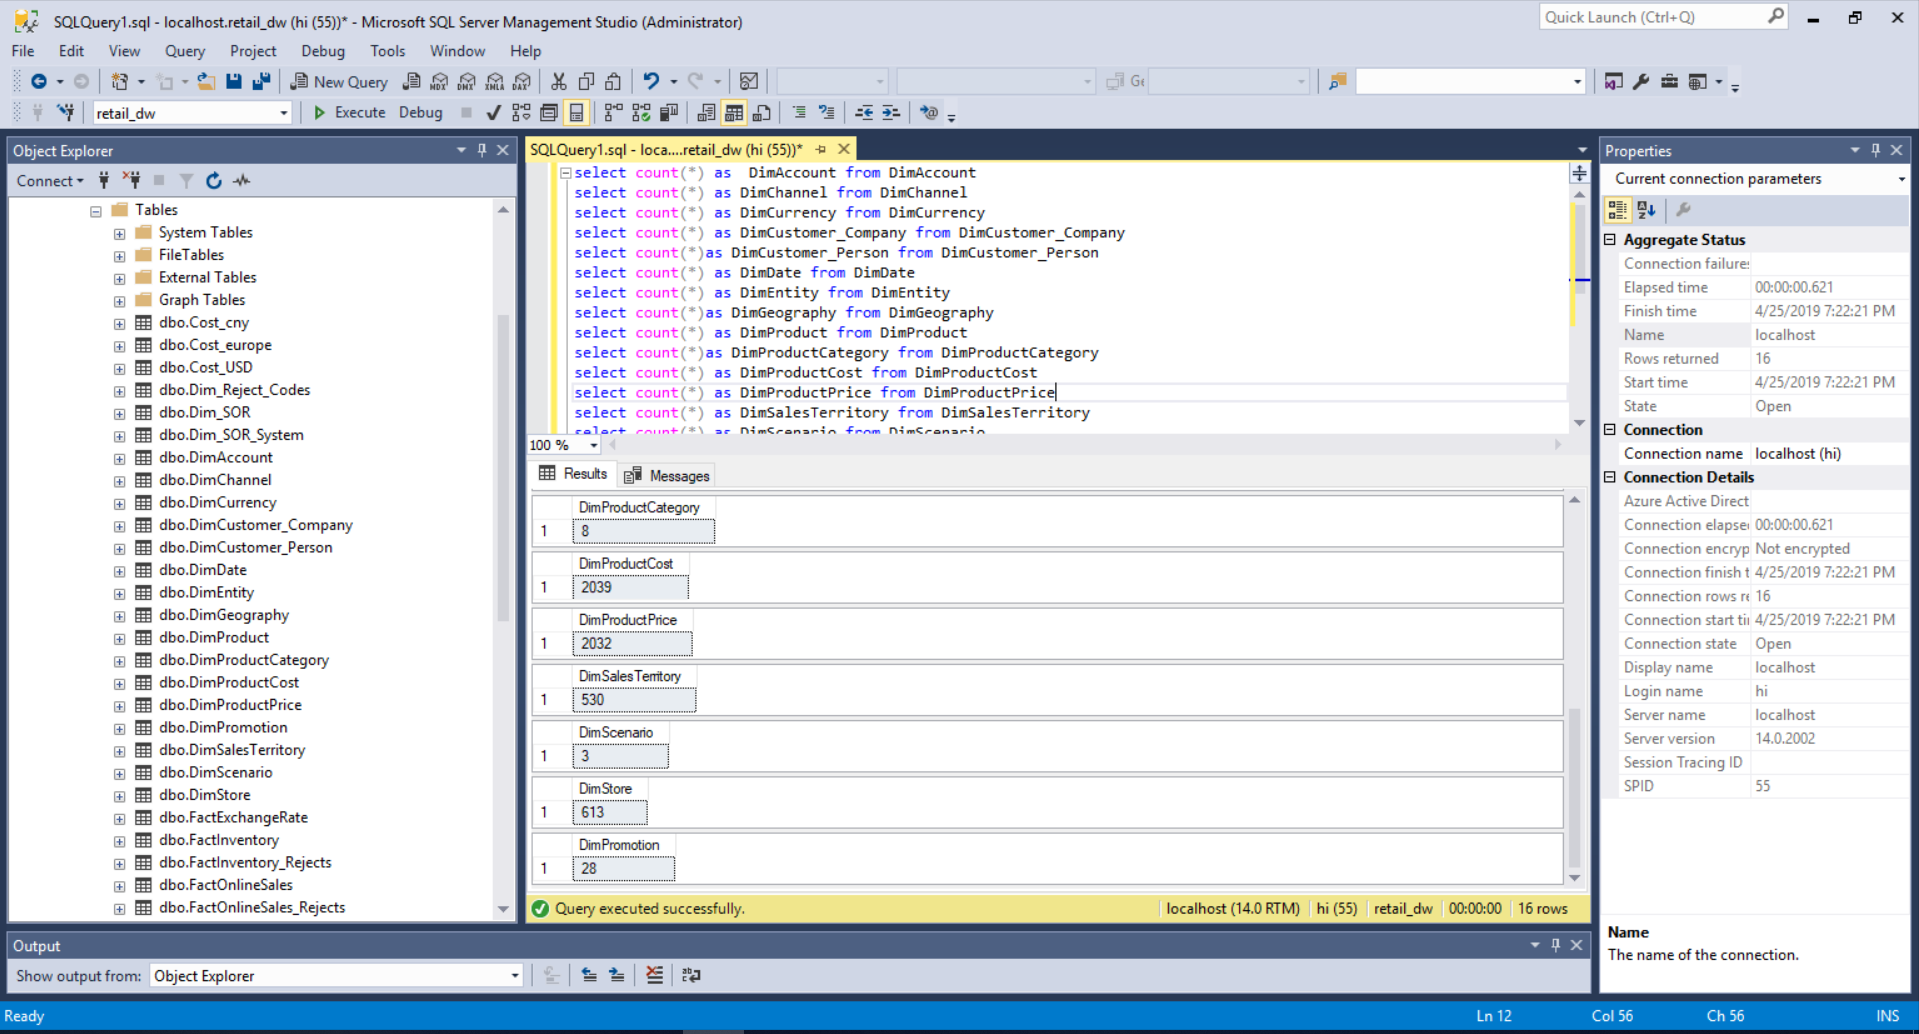 SQLQuery1.sql - localhost.retail_dw (hi (55))* - Microsoft SQL Server Management Studio (Administrator)
Quick Launch (Ctrl+Q)
File Edit View Query Project Debug Tools Window Help
New Query MDX DMX XMLA DAX
retail_dw Execute Debug
Object Explorer
Connect
Tables
System Tables
FileTables
External Tables
Graph Tables
dbo.Cost_cny
dbo.Cost_europe
dbo.Cost_USD
dbo.Dim_Reject_Codes
dbo.Dim_SOR
dbo.Dim_SOR_System
dbo.DimAccount
dbo.DimChannel
dbo.DimCurrency
dbo.DimCustomer_Company
dbo.DimCustomer_Person
dbo.DimDate
dbo.DimEntity
dbo.DimGeography
dbo.DimProduct
dbo.DimProductCategory
dbo.DimProductCost
dbo.DimProductPrice
dbo.DimPromotion
dbo.DimSalesTerritory
dbo.DimScenario
dbo.DimStore
dbo.FactExchangeRate
dbo.FactInventory
dbo.FactInventory_Rejects
dbo.FactOnlineSales
dbo.FactOnlineSales_Rejects
SQLQuery1.sql - loca....retail_dw (hi (55))*
select count(*) as  DimAccount from DimAccount
select count(*) as DimChannel from DimChannel
select count(*) as DimCurrency from DimCurrency
select count(*) as DimCustomer_Company from DimCustomer_Company
select count(*)as DimCustomer_Person from DimCustomer_Person
select count(*) as DimDate from DimDate
select count(*) as DimEntity from DimEntity
select count(*)as DimGeography from DimGeography
select count(*) as DimProduct from DimProduct
select count(*)as DimProductCategory from DimProductCategory
select count(*) as DimProductCost from DimProductCost
select count(*) as DimProductPrice from DimProductPrice
select count(*) as DimSalesTerritory from DimSalesTerritory
select count(*) as DimScenario from DimScenario
100 %
Results Messages
DimProductCategory
1 8
DimProductCost
1 2039
DimProductPrice
1 2032
DimSalesTerritory
1 530
DimScenario
1 3
DimStore
1 613
DimPromotion
1 28
Query executed successfully. localhost (14.0 RTM) hi (55) retail_dw 00:00:00 16 rows
Properties
Current connection parameters
Aggregate Status
Connection failures
Elapsed time 00:00:00.621
Finish time 4/25/2019 7:22:21 PM
Name localhost
Rows returned 16
Start time 4/25/2019 7:22:21 PM
State Open
Connection
Connection name localhost (hi)
Connection Details
Azure Active Direct
Connection elapse 00:00:00.621
Connection encryp Not encrypted
Connection finish t 4/25/2019 7:22:21 PM
Connection rows re 16
Connection start ti 4/25/2019 7:22:21 PM
Connection state Open
Display name localhost
Login name hi
Server name localhost
Server version 14.0.2002
Session Tracing ID
SPID 55
Name
The name of the connection.
Output
Show output from: Object Explorer
Ready Ln 12 Col 56 Ch 56 INS